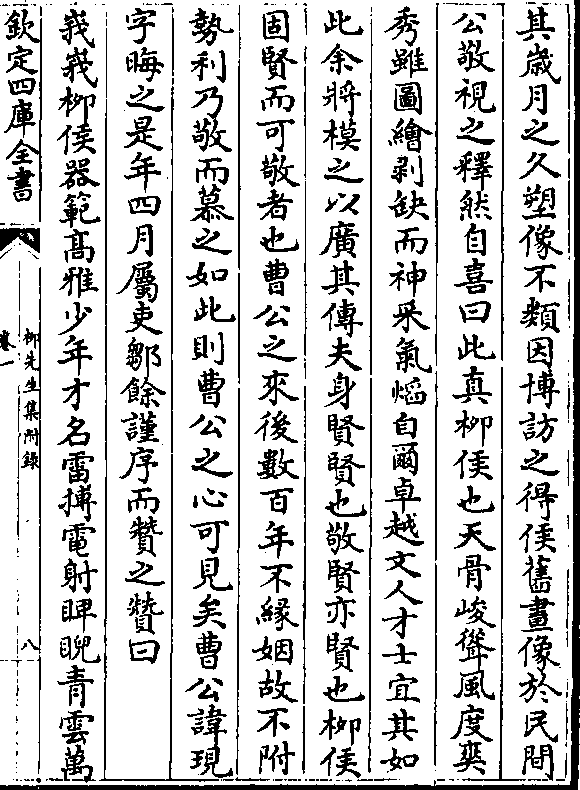 其歳月之久塑像不類因博訪之得侯舊畫像於民間
公敬視之釋然自喜曰此真栁侯也天骨峻聳風度奕
秀雖圖繪剥缺而神采氣熖自爾卓越文人才士宜其如
此余將模之以廣其傳夫身賢賢也敬賢亦賢也栁侯
固賢而可敬者也曹公之來後數百年不緣姻故不附
勢利乃敬而慕之如此則曹公之心可見矣曹公諱現
字晦之是年四月屬吏鄒餘謹序而贊之贊曰
峩峩栁侯器範髙雅少年才名雷摶電射睥睨青雲萬
欽定四庫全書
栁先生集附錄
卷一
八